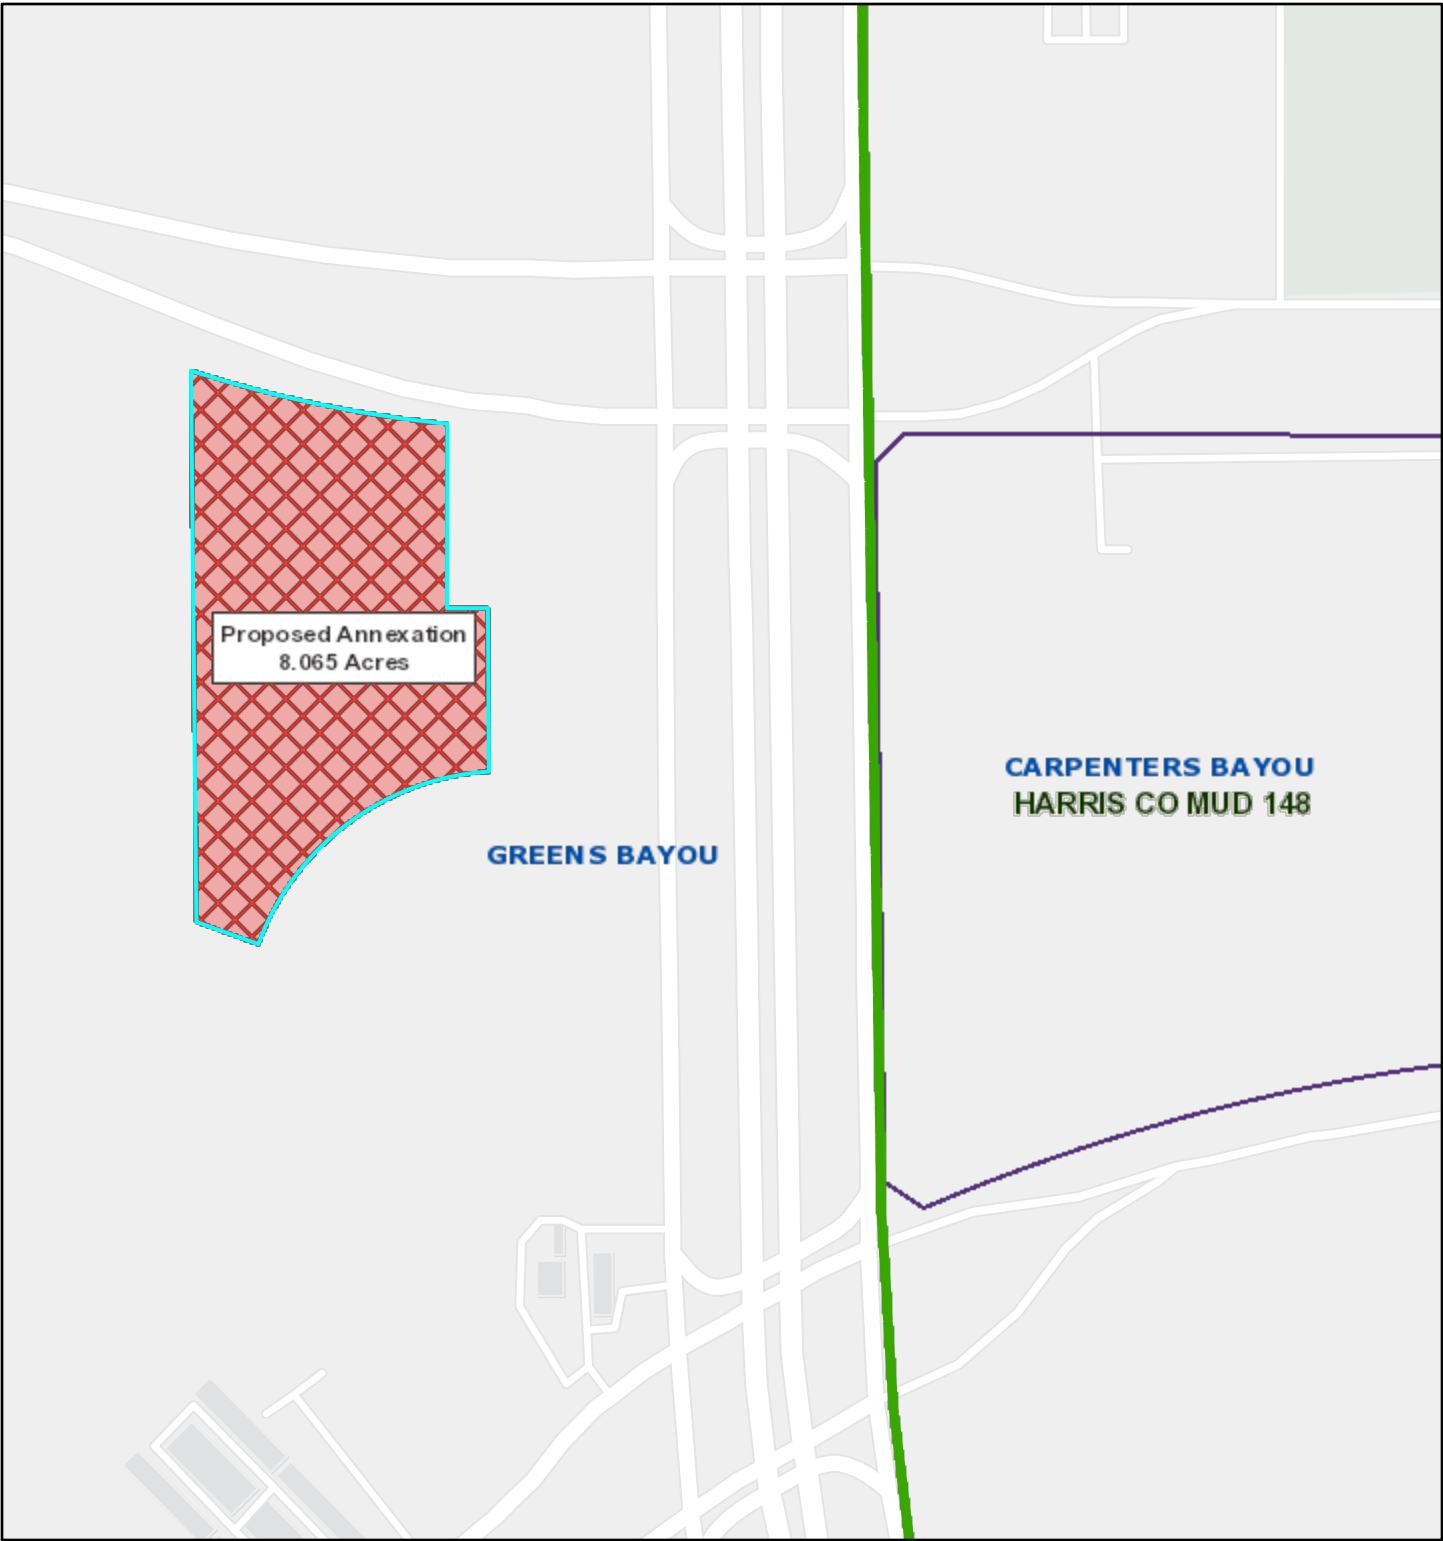 Proposed Annexation
8.065 Acres
CARPENTERS BAYOU
HARRIS CO MUD 148
GREENS BAYOU